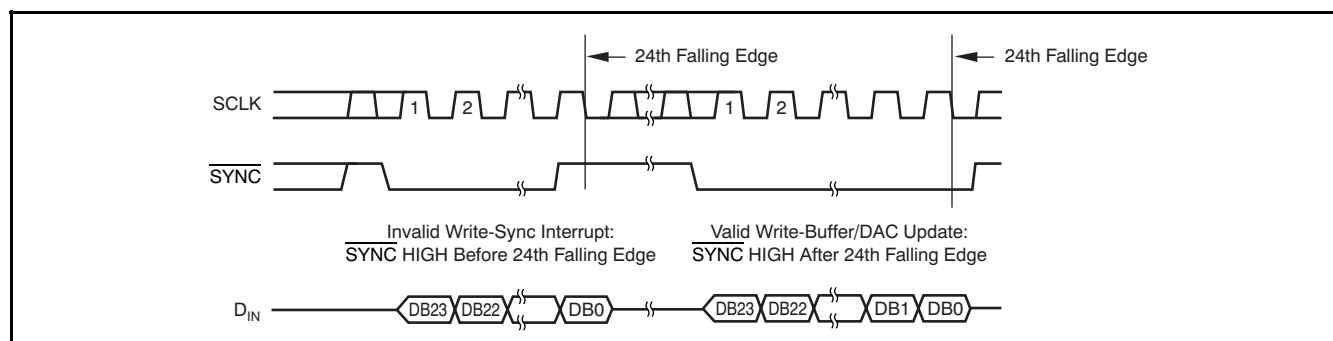 24th Falling Edge
24th Falling Edge
SCLK
1
2
1
2
SYNC
Invalid Write-Sync Interrupt:
SYNC HIGH Before 24th Falling Edge
Valid Write-Buffer/DAC Update:
SYNC HIGH After 24th Falling Edge
DIN
DB23
DB22
DB0
DB23
DB22
DB1
DB0